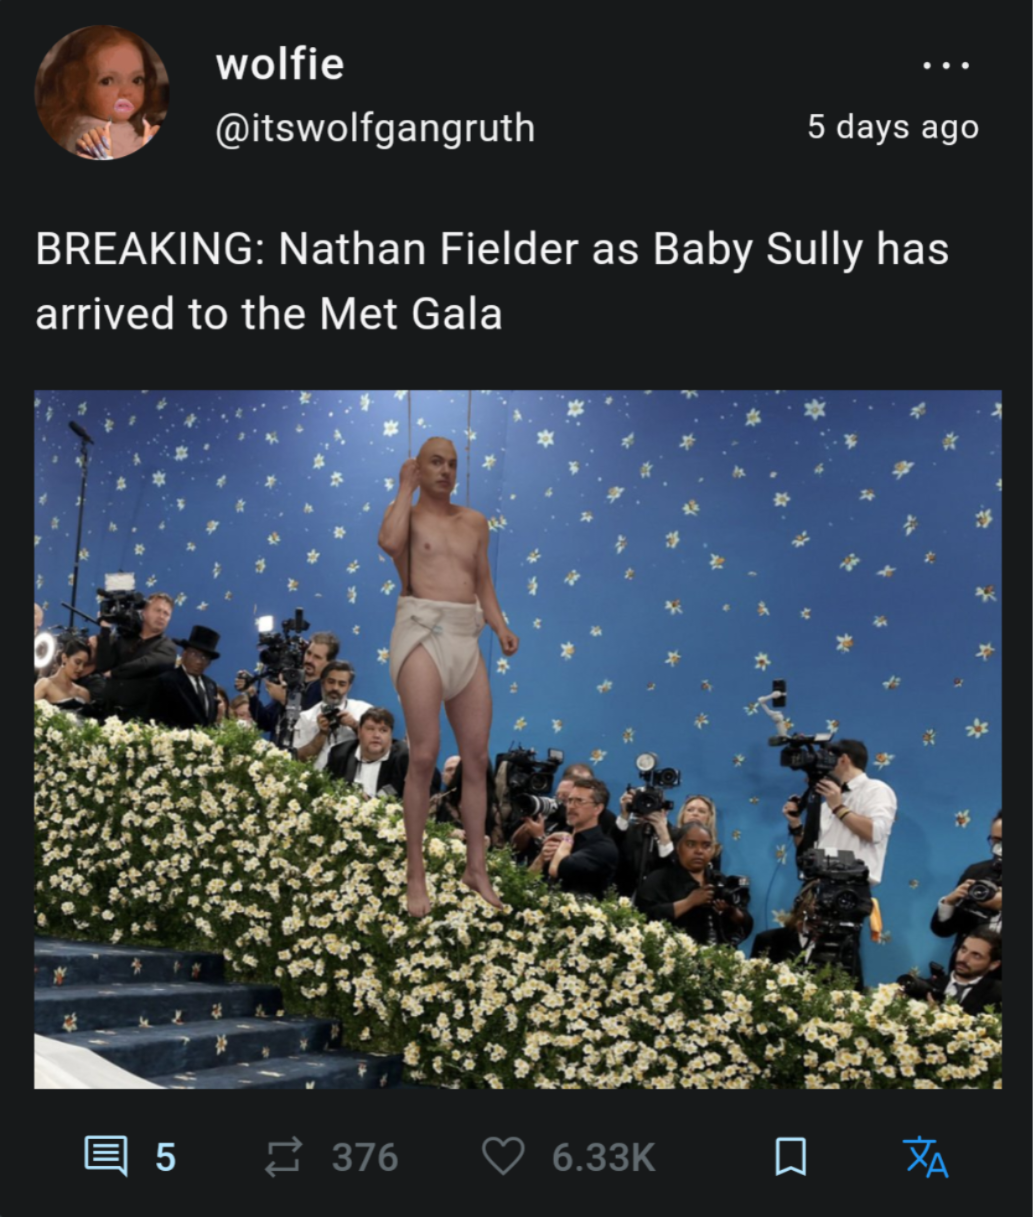 wolfie
@itswolfgangruth
5 days ago
BREAKING: Nathan Fielder as Baby Sully has
arrived to the Met Gala
5
376
6.33K